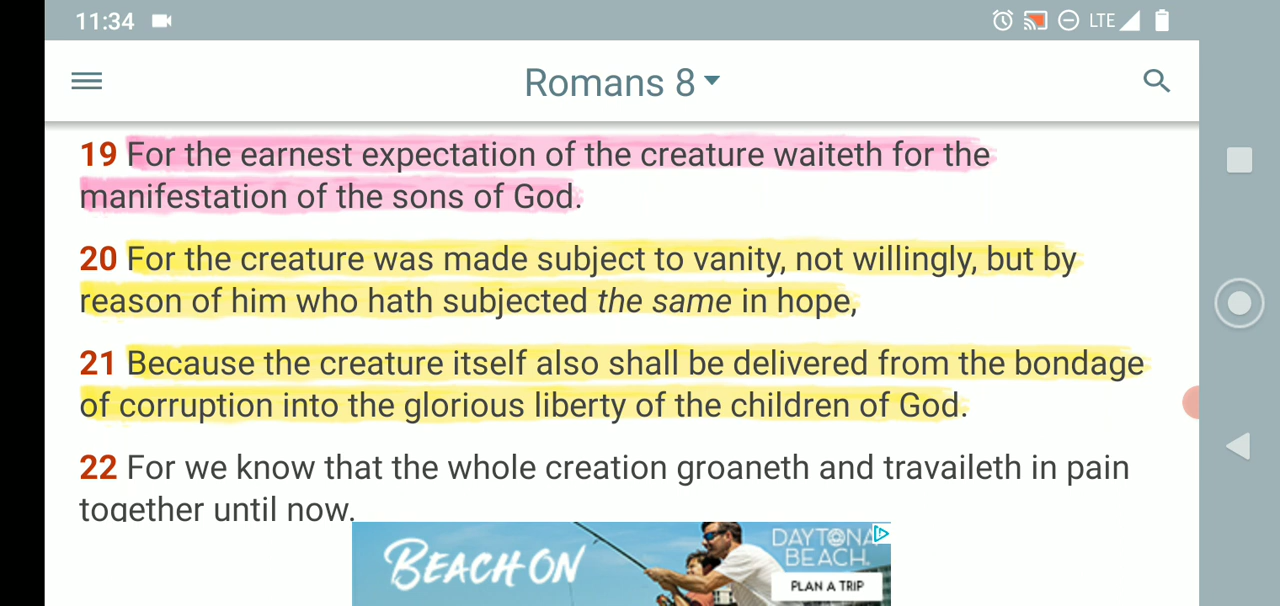 11:34 LTE
Romans 8
19 For the earnest expectation of the creature waiteth for the
manifestation of the sons of God.
20 For the creature was made subject to vanity, not willingly, but by
reason of him who hath subjected the same in hope,
21 Because the creature itself also shall be delivered from the bondage
of corruption into the glorious liberty of the children of God.
22 For we know that the whole creation groaneth and travaileth in pain
together until now.
BEACH ON
DAYTONA
BEACH.
PLAN A TRIP